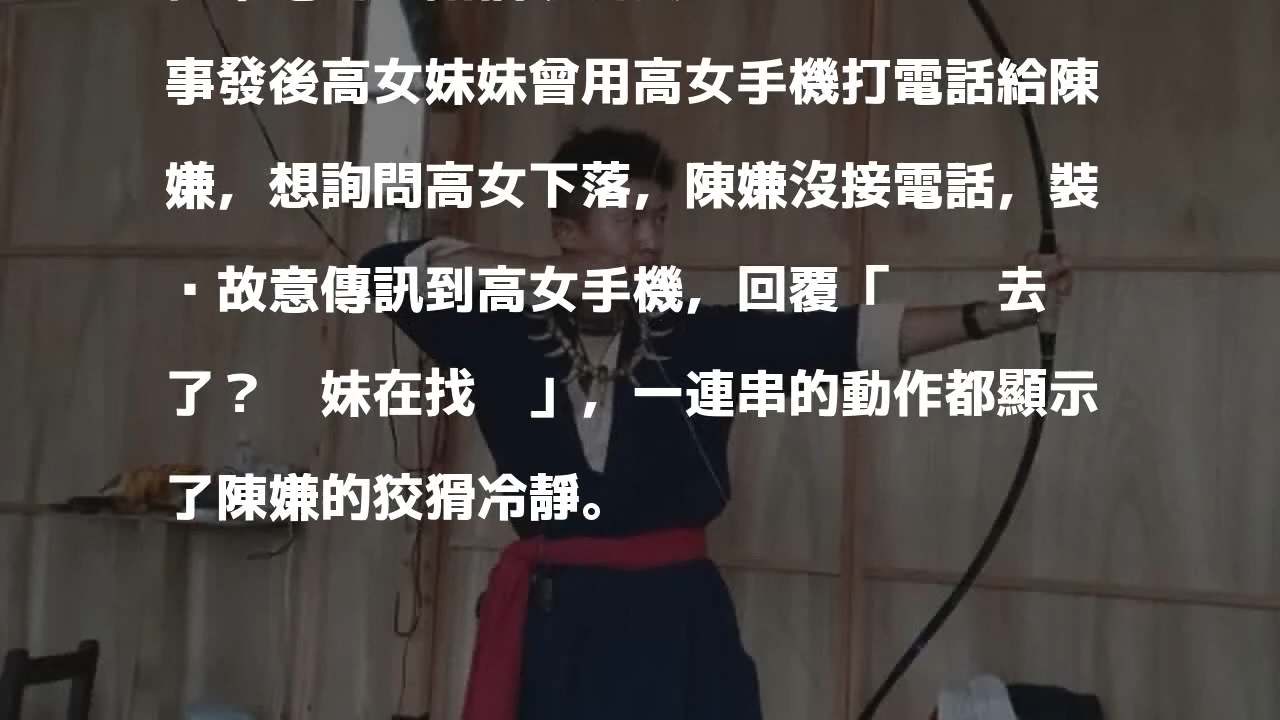 事發後高女妹妹曾用高女手機打電話給陳
嫌，想詢問高女下落，陳嫌沒接電話，裝
·故意傳訊到高女手機，回覆「　　去
了？　妹在找　」，一連串的動作都顯示
了陳嫌的狡猾冷靜。